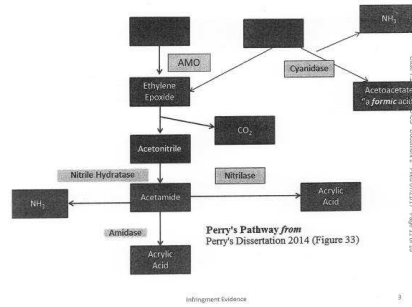 NH₃
AMO
Cyanidase
Ethylene
Epoxide
Acetoacetate
"a formic acid
CO₂
Acetonitrile
Nitrile Hydratase
Nitrilase
NH₃
Acetamide
Acrylic
Acid
Amidase
Perry's Pathway from
Perry's Dissertation 2014 (Figure 33)
Acrylic
Acid
Infringment Evidence
3